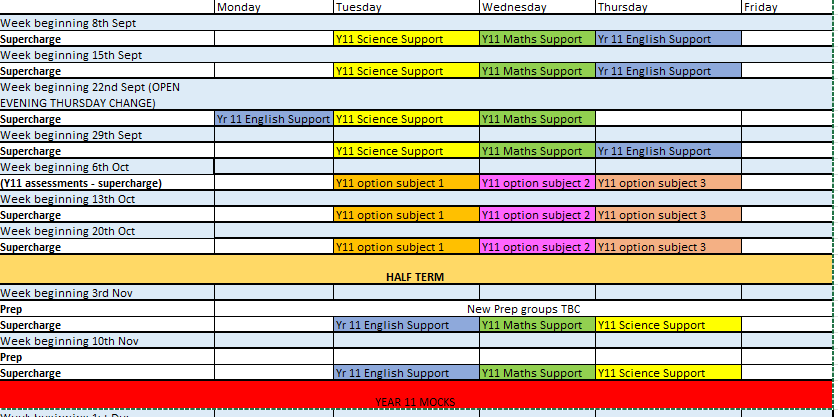 Monday Tuesday Wednesday Thursday Friday
Week beginning 8th Sept
Supercharge Y11 Science Support Y11 Maths Support Yr 11 English Support
Week beginning 15th Sept
Supercharge Y11 Science Support Y11 Maths Support Yr 11 English Support
Week beginning 22nd Sept (OPEN
EVENING THURSDAY CHANGE)
Supercharge Yr 11 English Support Y11 Science Support Y11 Maths Support
Week beginning 29th Sept
Supercharge Y11 Science Support Y11 Maths Support Yr 11 English Support
Week beginning 6th Oct
(Y11 assessments - supercharge) Y11 option subject 1 Y11 option subject 2 Y11 option subject 3
Week beginning 13th Oct
Supercharge Y11 option subject 1 Y11 option subject 2 Y11 option subject 3
Week beginning 20th Oct
Supercharge Y11 option subject 1 Y11 option subject 2 Y11 option subject 3
HALF TERM
Week beginning 3rd Nov
Prep New Prep groups TBC
Supercharge Yr 11 English Support Y11 Maths Support Y11 Science Support
Week beginning 10th Nov
Prep
Supercharge Yr 11 English Support Y11 Maths Support Y11 Science Support
YEAR 11 MOCKS
Week beginning 1st Dec